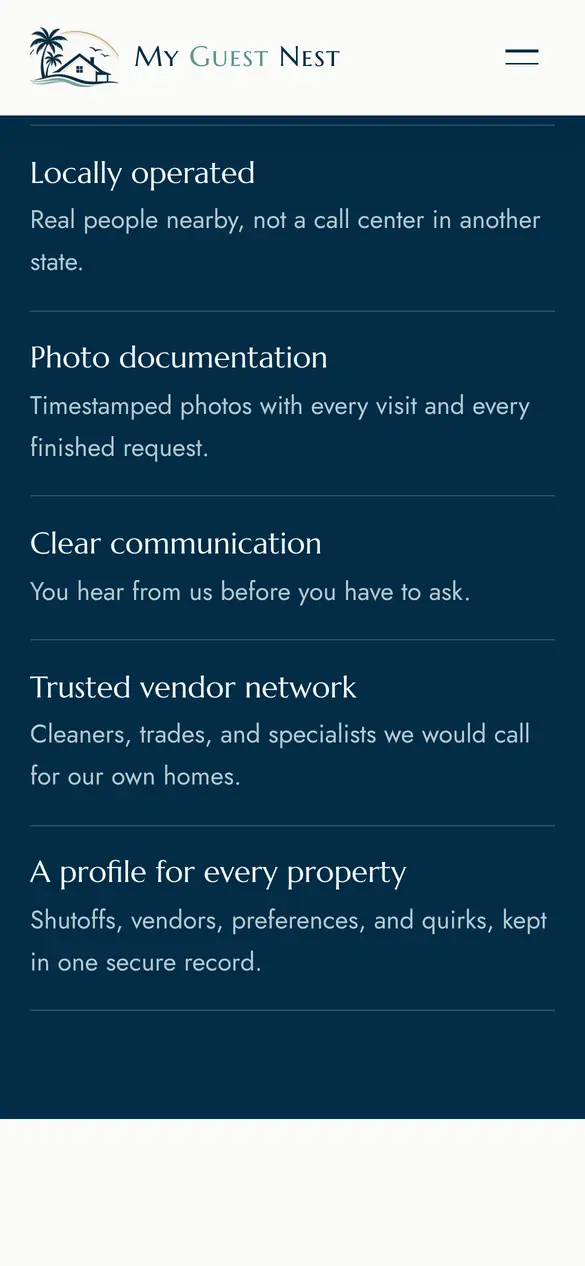 My Guest Nest
Locally operated
Real people nearby, not a call center in another
state.
Photo documentation
Timestamped photos with every visit and every
finished request.
Clear communication
You hear from us before you have to ask.
Trusted vendor network
Cleaners, trades, and specialists we would call
for our own homes.
A profile for every property
Shutoffs, vendors, preferences, and quirks, kept
in one secure record.